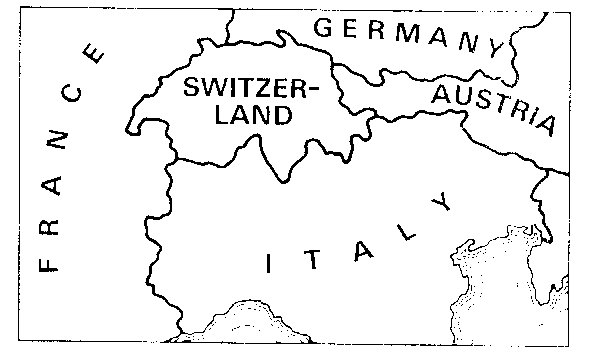 GERMANY
FRANCE
SWITZER-
LAND
AUSTRIA
ITALY